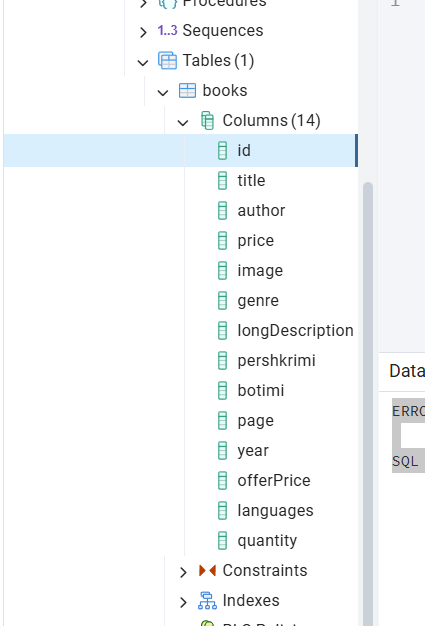 Procedures
1
1..3 Sequences
Tables (1)
books
Columns (14)
id
title
author
price
image
genre
longDescription
pershkrimi
botimi
page
year
offerPrice
languages
quantity
Constraints
Indexes
Data
ERRO
SQL